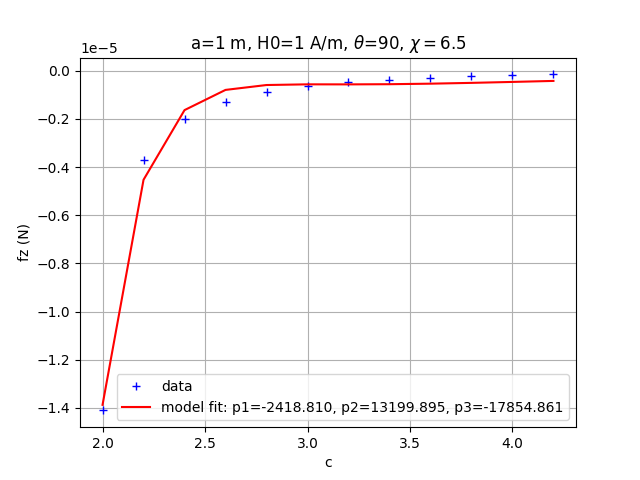 a=1 m, H0=1 A/m, θ=90, χ = 6.5
1e−5
0.0
−0.2
−0.4
−0.6
−0.8
−1.0
−1.2
−1.4
fz (N)
data
model fit: p1=-2418.810, p2=13199.895, p3=-17854.861
2.0 2.5 3.0 3.5 4.0
c